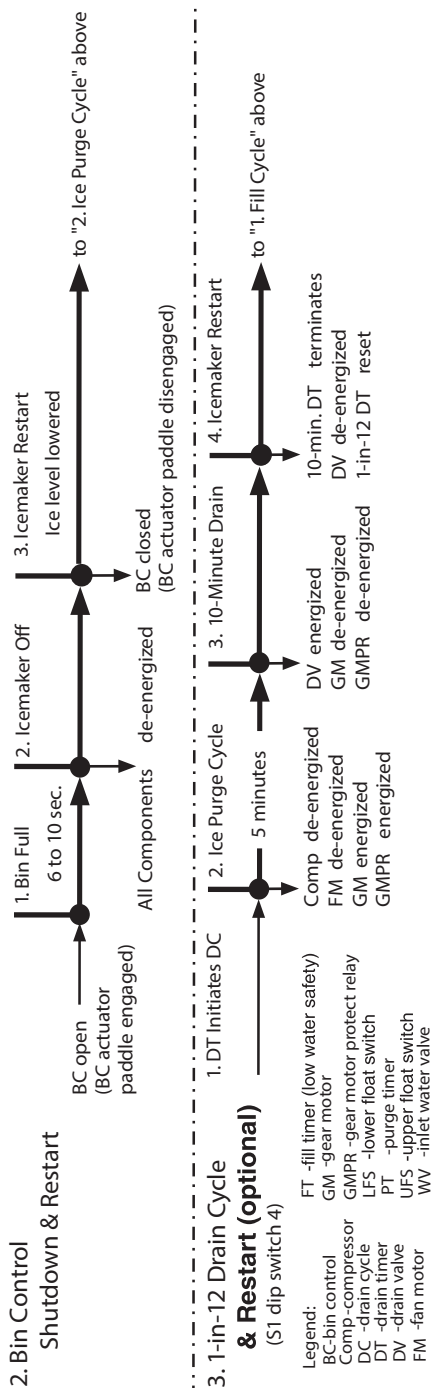 2. Bin Control
Shutdown & Restart
1. Bin Full
6 to 10 sec.
2. Icemaker Off
3. Icemaker Restart
Ice level lowered
to "2. Ice Purge Cycle" above
BC open
(BC actuator
paddle engaged)
All Components de-energized
BC closed
(BC actuator paddle disengaged)
3. 1-in-12 Drain Cycle
& Restart (optional)
(S1 dip switch 4)
1. DT Initiates DC
2. Ice Purge Cycle
5 minutes
3. 10-Minute Drain
4. Icemaker Restart
to "1. Fill Cycle" above
Comp de-energized
FM de-energized
GM energized
GMPR energized
DV energized
GM de-energized
GMPR de-energized
10-min. DT terminates
DV de-energized
1-in-12 DT reset
Legend:
BC-bin control
Comp-compressor
DC -drain cycle
DT -drain timer
DV -drain valve
FM -fan motor
FT -fill timer (low water safety)
GM -gear motor
GMPR -gear motor protect relay
LFS -lower float switch
PT -purge timer
UFS -upper float switch
WV -inlet water valve